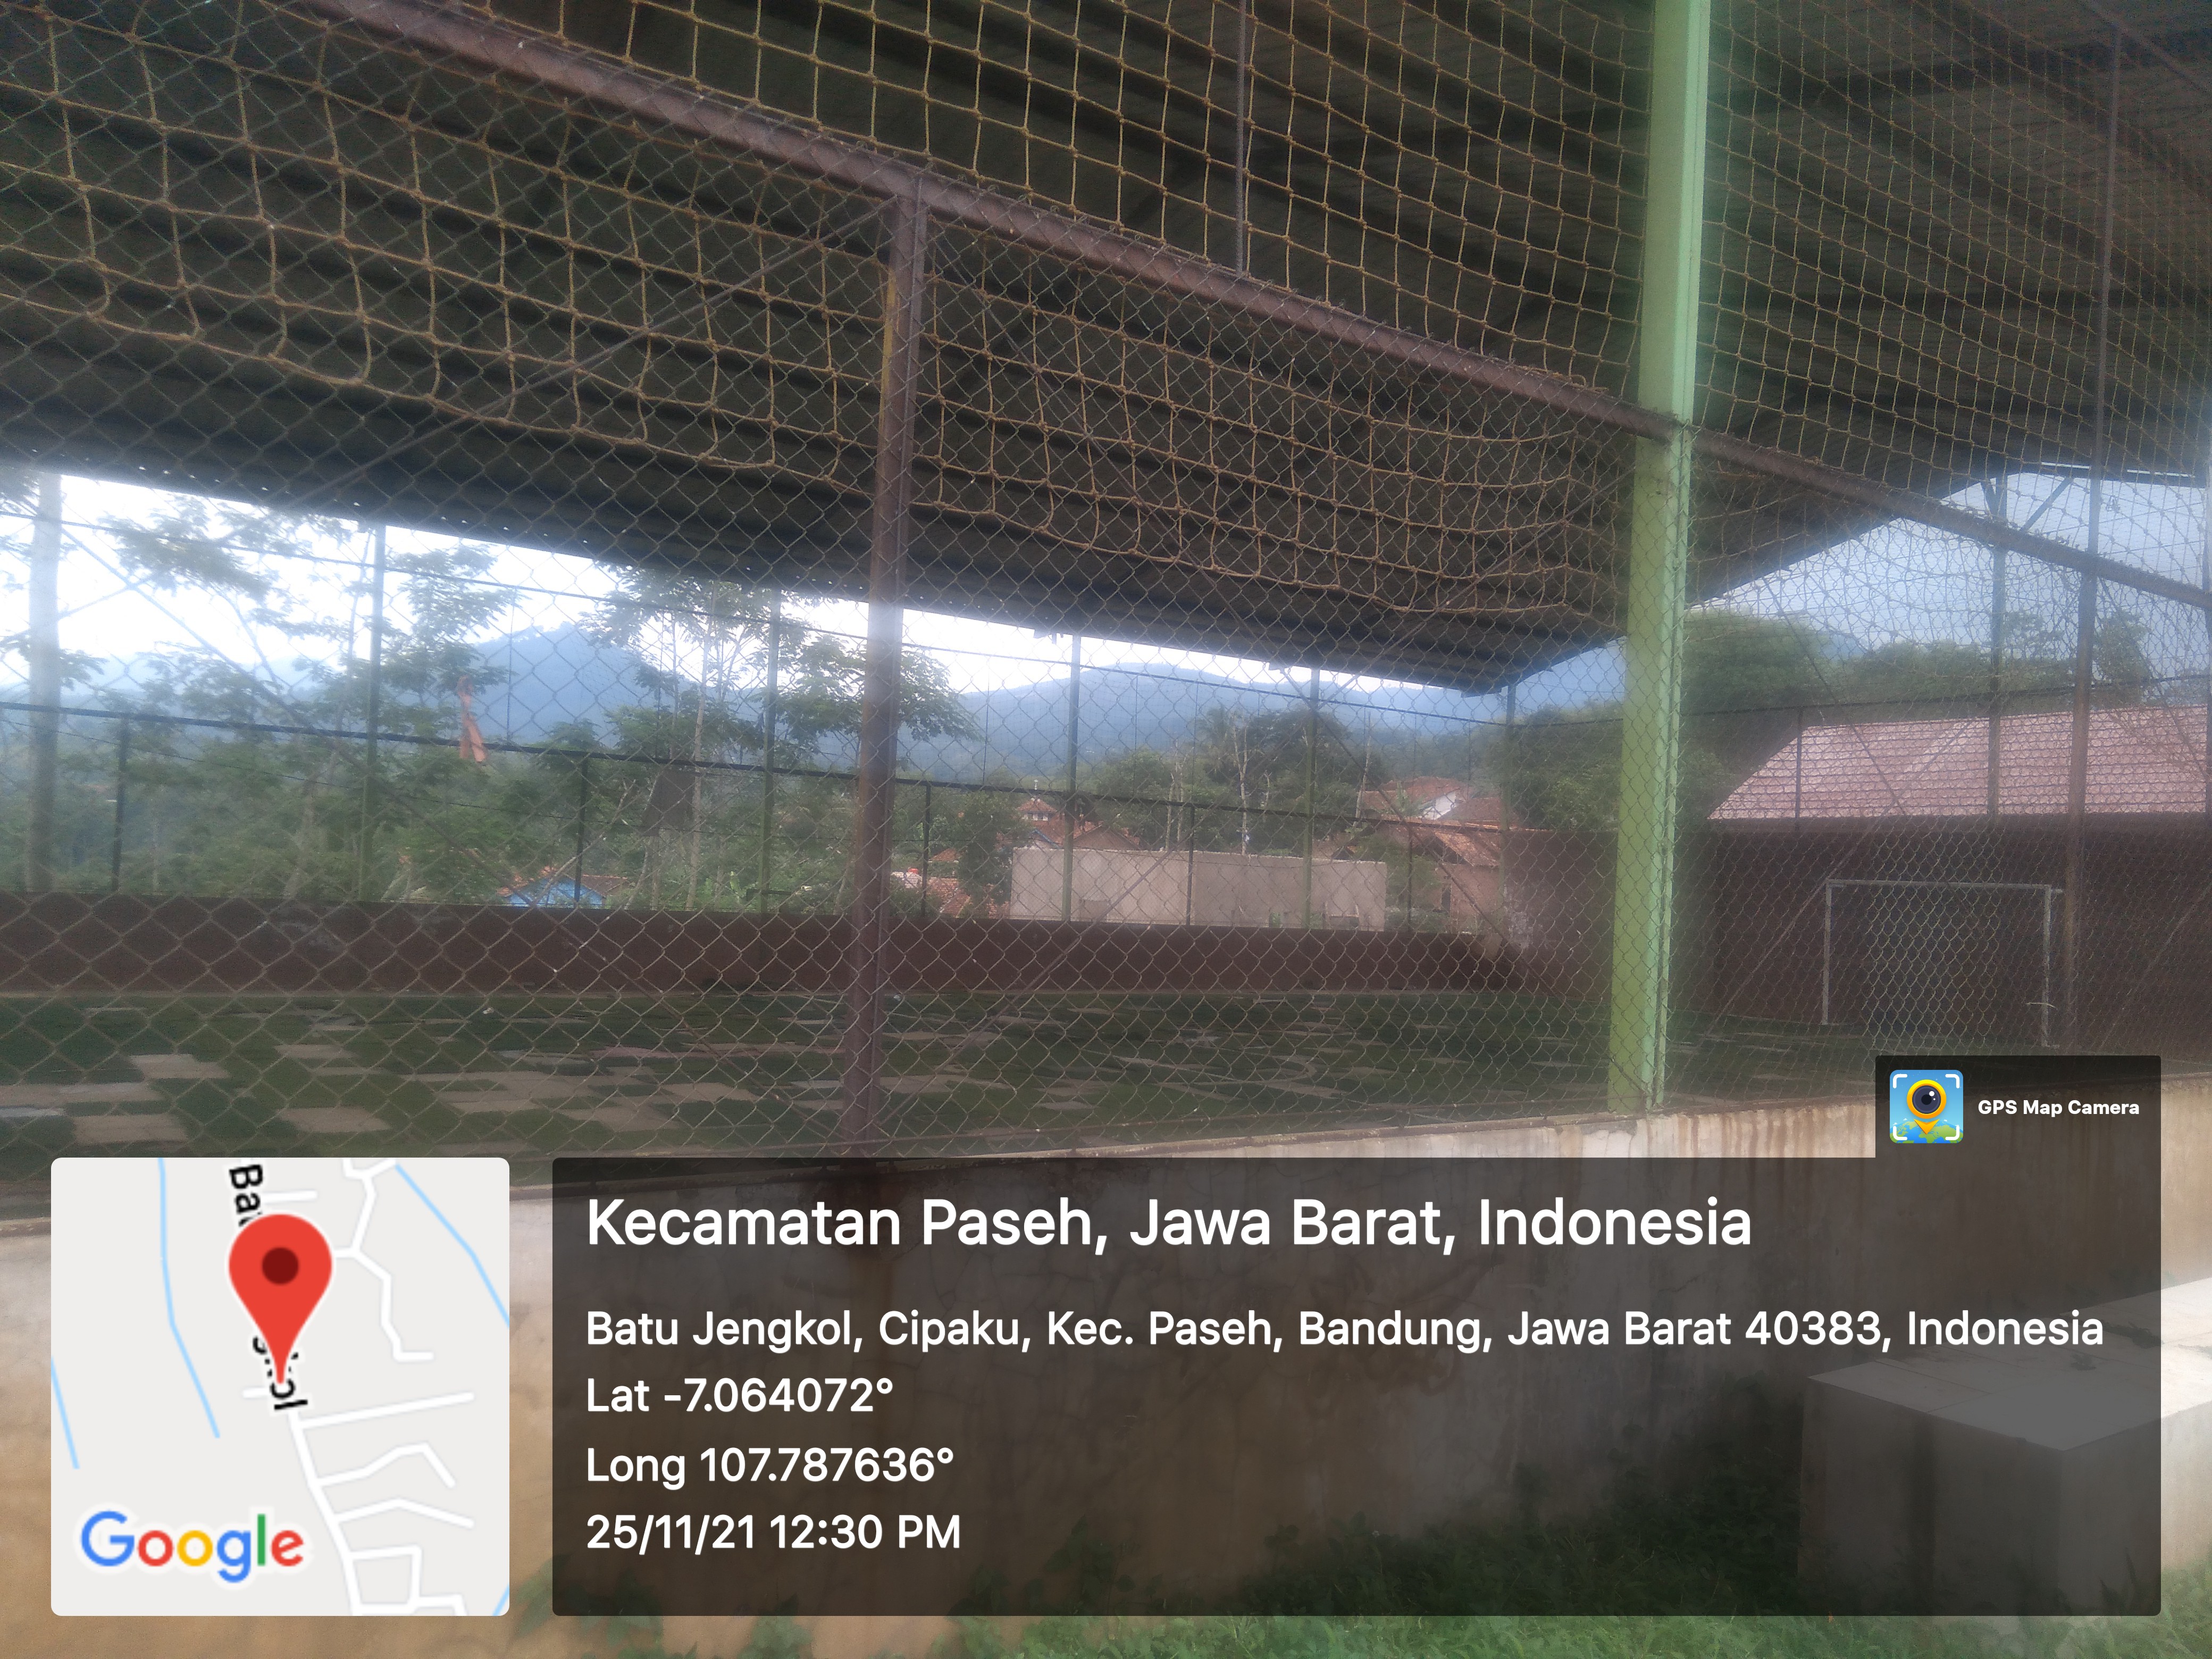 GPS Map Camera
Kecamatan Paseh, Jawa Barat, Indonesia
Batu Jengkol, Cipaku, Kec. Paseh, Bandung, Jawa Barat 40383, Indonesia
Lat -7.064072°
Long 107.787636°
25/11/21 12:30 PM
Google